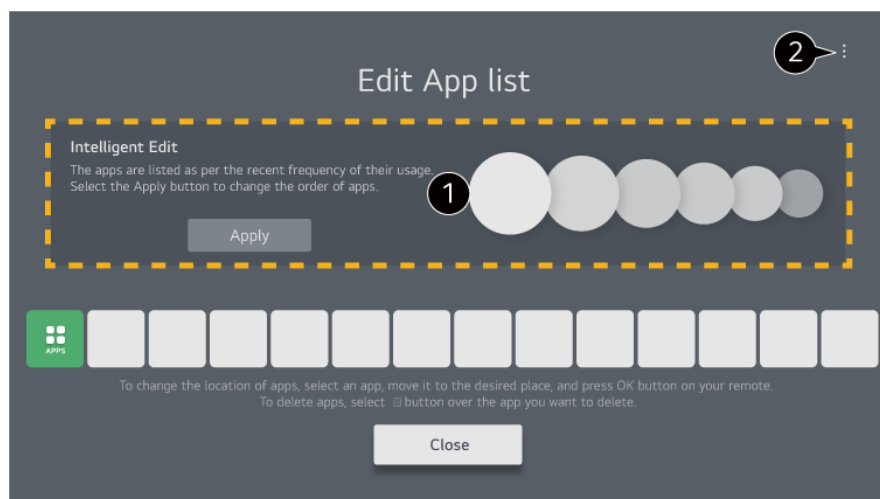 2
Edit App list
Intelligent Edit
The apps are listed as per the recent frequency of their usage.
Select the Apply button to change the order of apps.
1
Apply
APPS
To change the location of apps, select an app, move it to the desired place, and press OK button on your remote.
To delete apps, select button over the app you want to delete.
Close